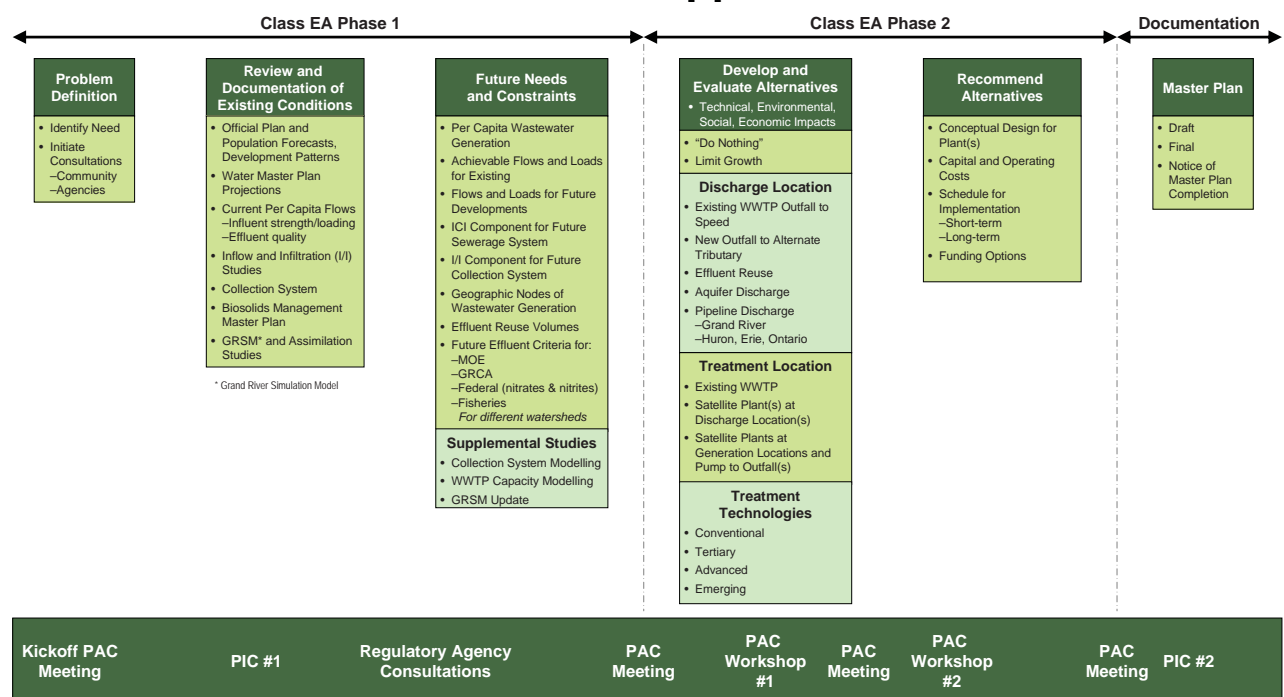 Class EA Phase 1
Class EA Phase 2
Documentation
Problem
Definition
• Identify Need
• Initiate
Consultations
–Community
–Agencies
Review and
Documentation of
Existing Conditions
• Official Plan and
Population Forecasts,
Development Patterns
• Water Master Plan
Projections
• Current Per Capita Flows
–Influent strength/loading
–Effluent quality
• Inflow and Infiltration (I/I)
Studies
• Collection System
• Biosolids Management
Master Plan
• GRSM* and Assimilation
Studies
* Grand River Simulation Model
Future Needs
and Constraints
• Per Capita Wastewater
Generation
• Achievable Flows and Loads
for Existing
• Flows and Loads for Future
Developments
• ICI Component for Future
Sewerage System
• I/I Component for Future
Collection System
• Geographic Nodes of
Wastewater Generation
• Effluent Reuse Volumes
• Future Effluent Criteria for:
–MOE
–GRCA
–Federal (nitrates & nitrites)
–Fisheries
For different watersheds
Supplemental Studies
• Collection System Modelling
• WWTP Capacity Modelling
• GRSM Update
Develop and
Evaluate Alternatives
• Technical, Environmental,
Social, Economic Impacts
• “Do Nothing”
• Limit Growth
Discharge Location
• Existing WWTP Outfall to
Speed
• New Outfall to Alternate
Tributary
• Effluent Reuse
• Aquifer Discharge
• Pipeline Discharge
–Grand River
–Huron, Erie, Ontario
Treatment Location
• Existing WWTP
• Satellite Plant(s) at
Discharge Location(s)
• Satellite Plants at
Generation Locations and
Pump to Outfall(s)
Treatment
Technologies
• Conventional
• Tertiary
• Advanced
• Emerging
Recommend
Alternatives
• Conceptual Design for
Plant(s)
• Capital and Operating
Costs
• Schedule for
Implementation
–Short-term
–Long-term
• Funding Options
Master Plan
• Draft
• Final
• Notice of
Master Plan
Completion
Kickoff PAC
Meeting
PIC #1
Regulatory Agency
Consultations
PAC
Meeting
PAC
Workshop
#1
PAC
Meeting
PAC
Workshop
#2
PAC
Meeting
PIC #2